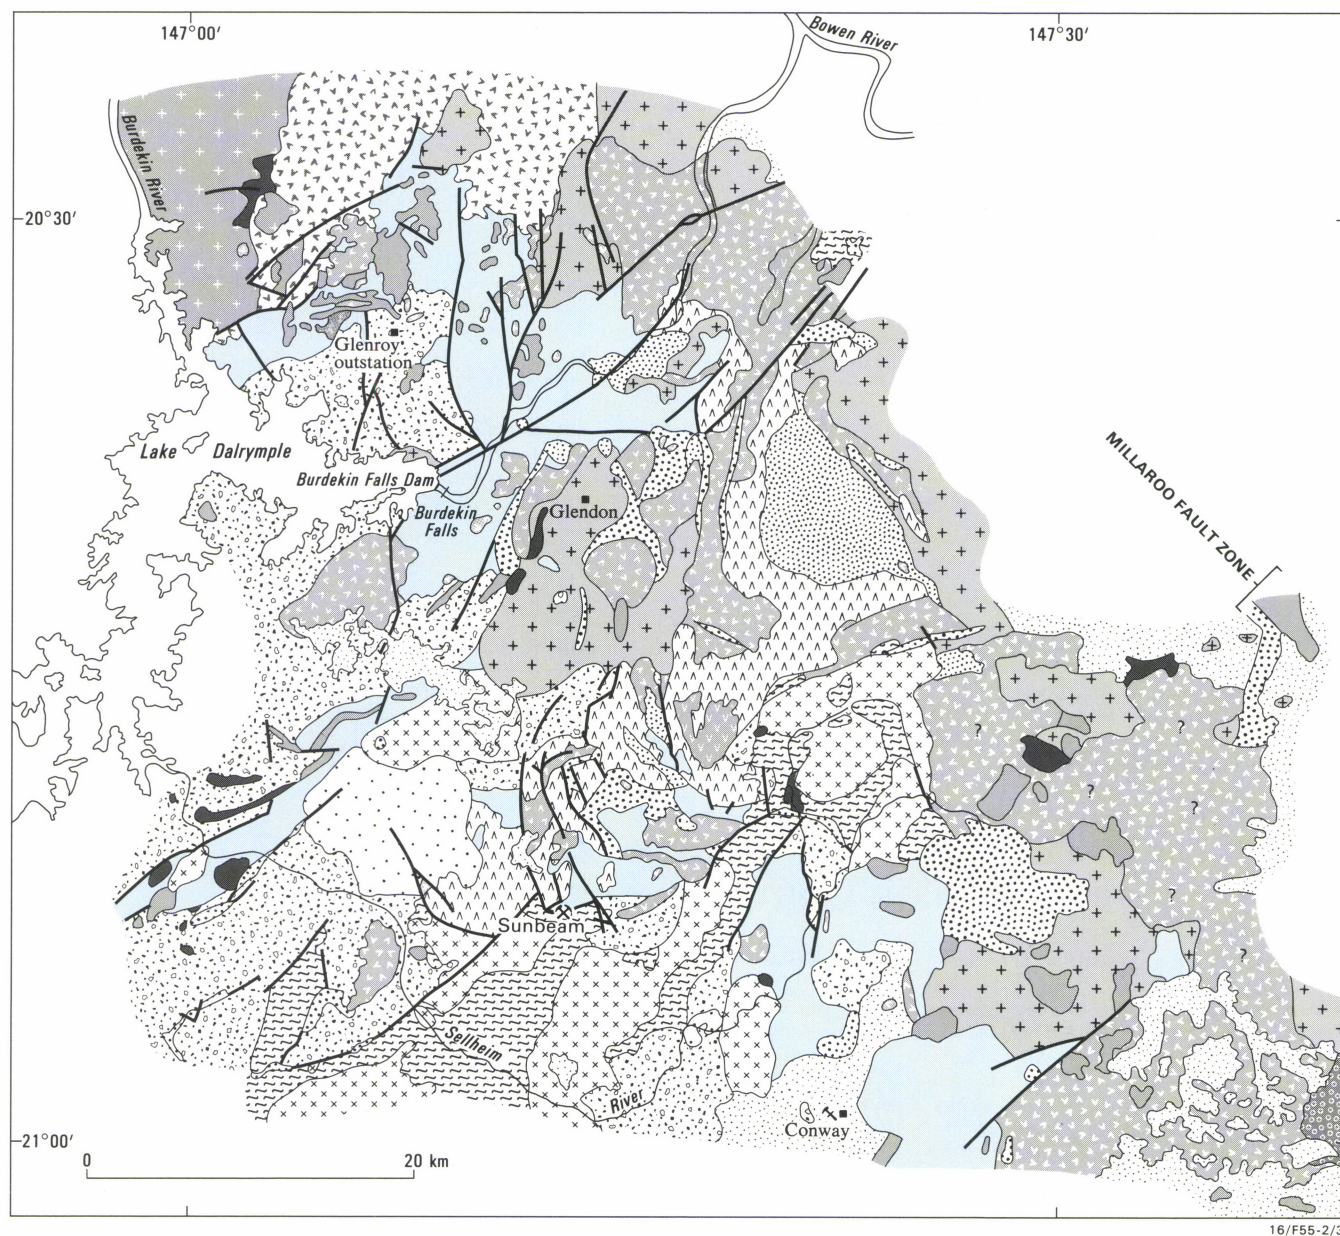 147°00'
147°30'
Bowen River
Burdekin River
20°30'
Glenroy
outstation
Lake Dalrymple
Burdekin Falls Dam
Burdekin
Falls
Glendon
MILLAROO FAULT ZONE
?
?
?
?
?
Sunbeam
Sellheim
River
Conway
21°00'
0
20 km
16/F55-2/3